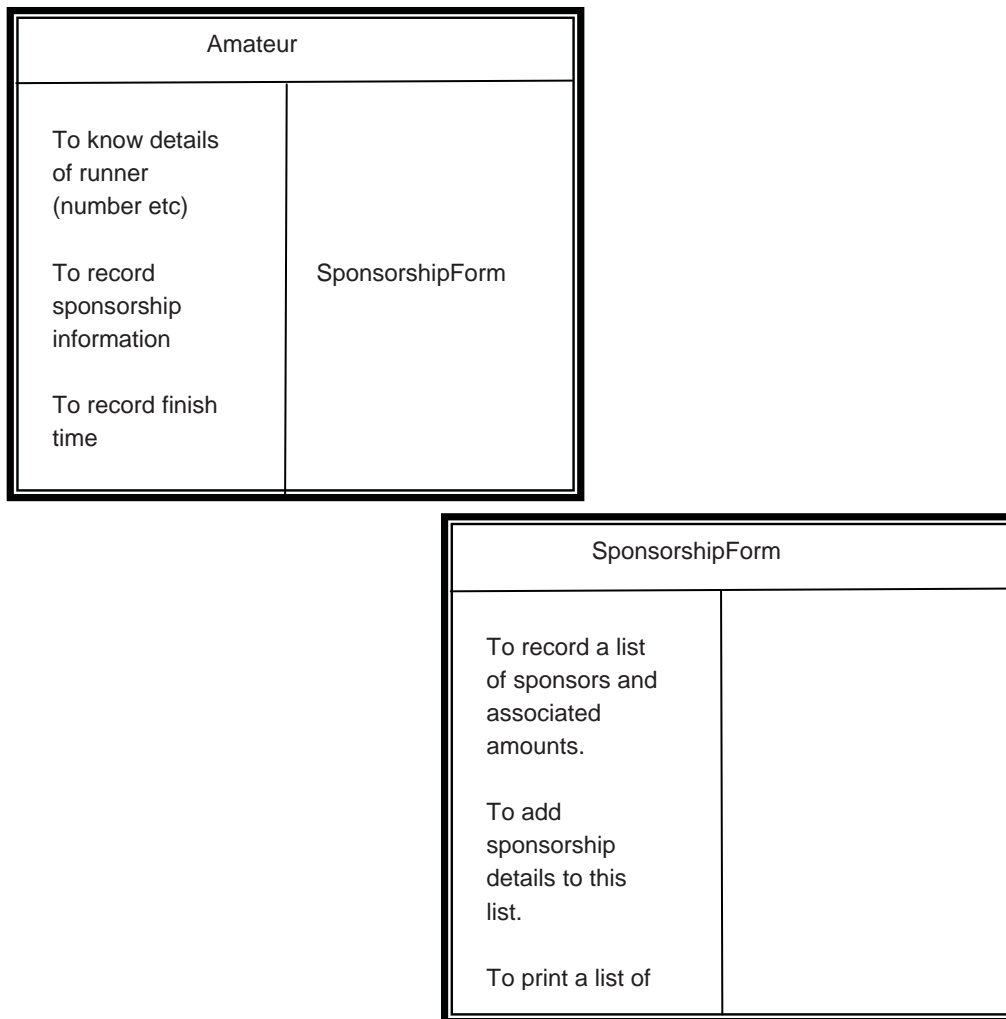 Amateur
To know details
of runner
(number etc)
To record
sponsorship
information
To record finish
time
SponsorshipForm
SponsorshipForm
To record a list
of sponsors and
associated
amounts.
To add
sponsorship
details to this
list.
To print a list of